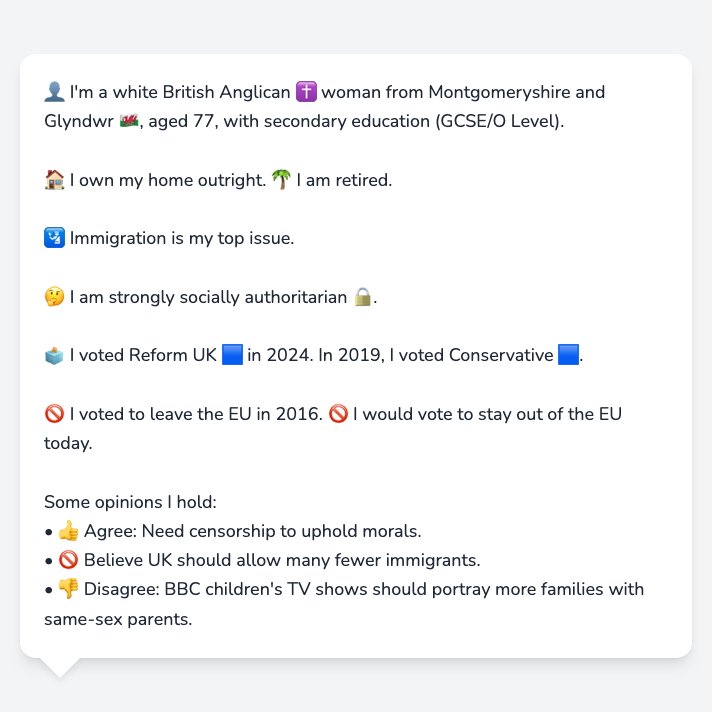 👤 I'm a white British Anglican ✝️ woman from Montgomeryshire and
Glyndwr 🏴󠁧󠁢󠁷󠁬󠁳󠁿, aged 77, with secondary education (GCSE/O Level).
🏠 I own my home outright. 🌴 I am retired.
🛂 Immigration is my top issue.
🤔 I am strongly socially authoritarian 🔒.
🗳️ I voted Reform UK 🟦 in 2024. In 2019, I voted Conservative 🟦.
🚫 I voted to leave the EU in 2016. 🚫 I would vote to stay out of the EU
today.
Some opinions I hold:
• 👍 Agree: Need censorship to uphold morals.
• 🚫 Believe UK should allow many fewer immigrants.
• 👎 Disagree: BBC children's TV shows should portray more families with
same-sex parents.